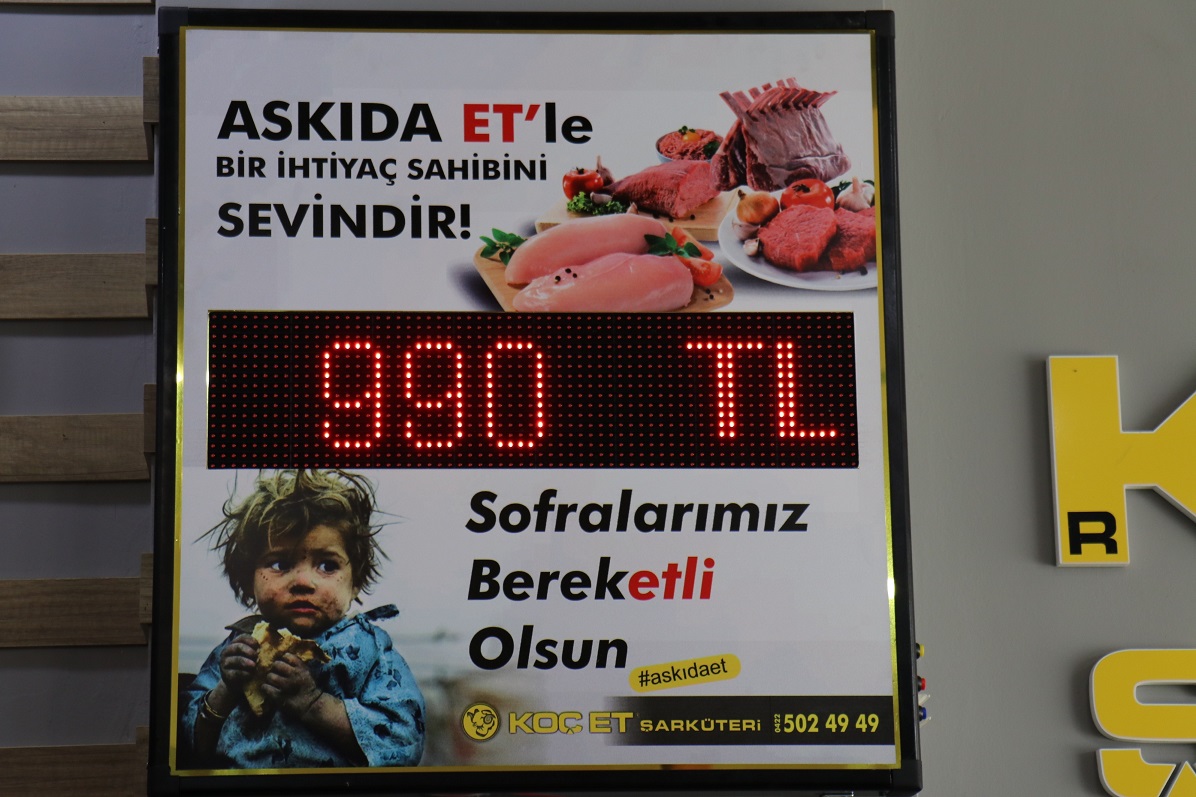 ASKIDA ET'le
BİR İHTİYAÇ SAHİBİNİ
SEVİNDİR!
990 TL
Sofralarımız
Bereketli
Olsun
#askıdaet
KOÇ ET ŞARKÜTERİ 0422 502 49 49
K
R
Ş